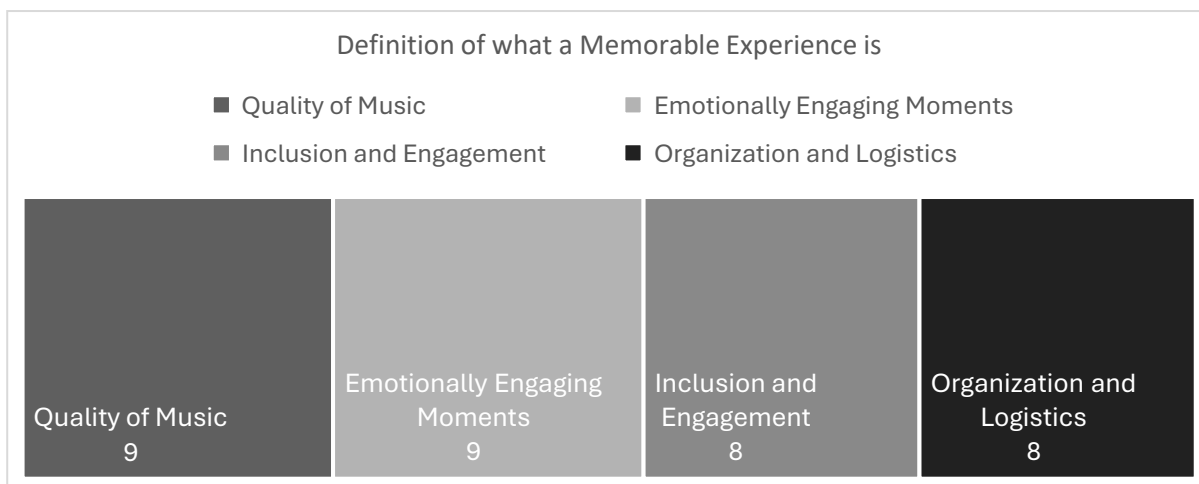 Definition of what a Memorable Experience is
Quality of Music
Emotionally Engaging Moments
Inclusion and Engagement
Organization and Logistics
Quality of Music
9
Emotionally Engaging
Moments
9
Inclusion and
Engagement
8
Organization and
Logistics
8